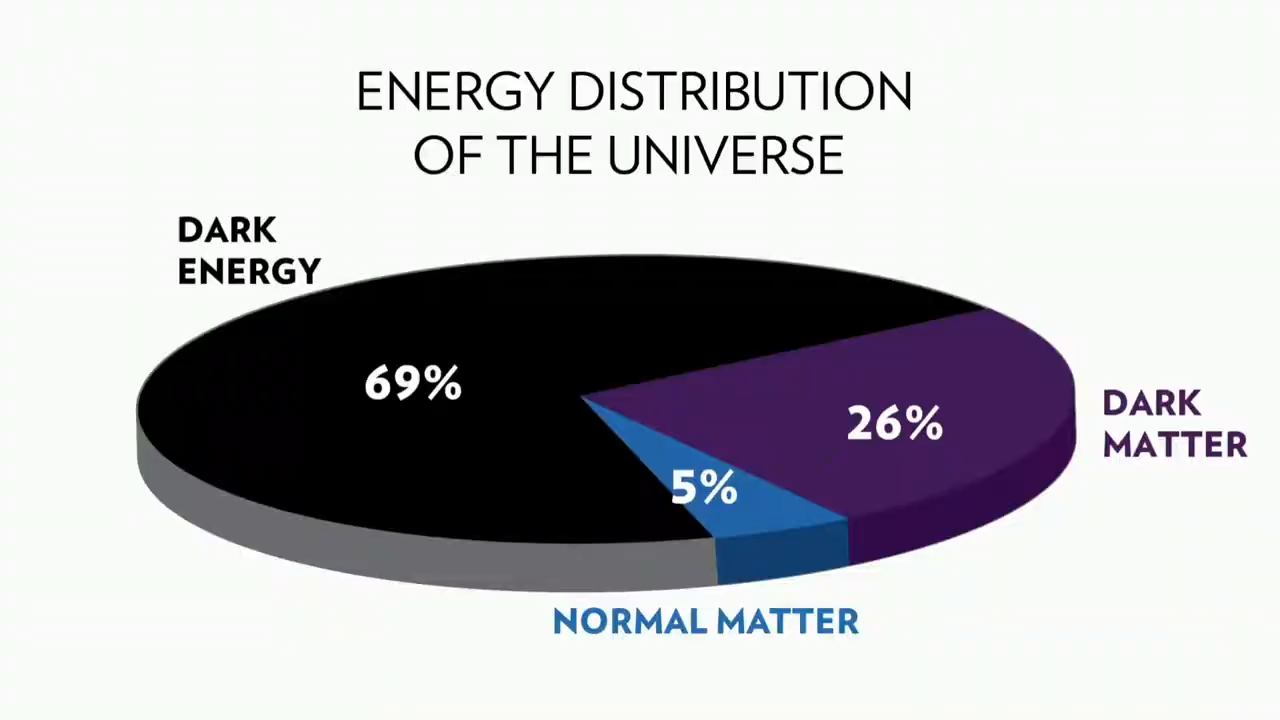 ENERGY DISTRIBUTION
OF THE UNIVERSE
DARK
ENERGY
69%
26%
DARK
MATTER
5%
NORMAL MATTER